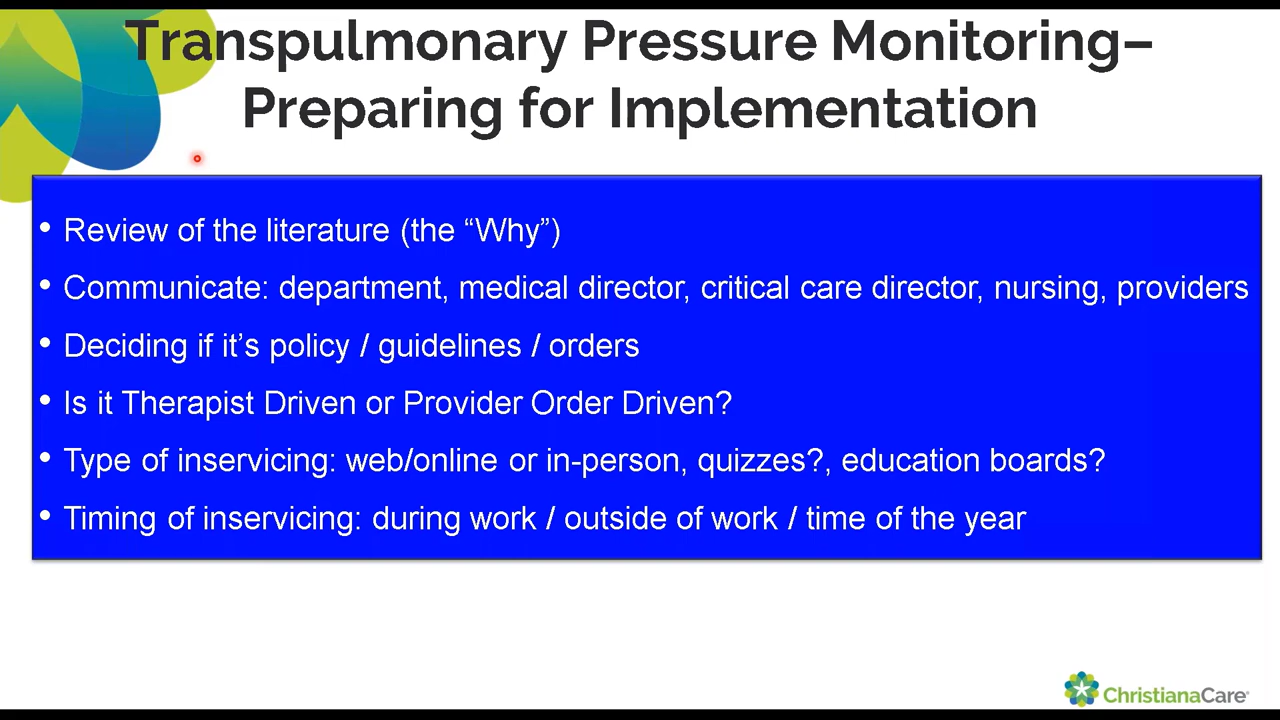 Transpulmonary Pressure Monitoring–
Preparing for Implementation
• Review of the literature (the “Why”)
• Communicate: department, medical director, critical care director, nursing, providers
• Deciding if it’s policy / guidelines / orders
• Is it Therapist Driven or Provider Order Driven?
• Type of inservicing: web/online or in-person, quizzes?, education boards?
• Timing of inservicing: during work / outside of work / time of the year
ChristianaCare®